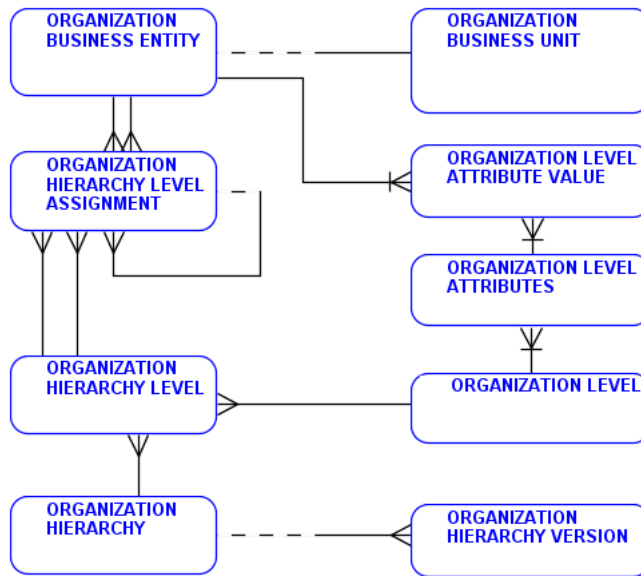 ORGANIZATION
BUSINESS ENTITY
ORGANIZATION
BUSINESS UNIT
ORGANIZATION
HIERARCHY LEVEL
ASSIGNMENT
ORGANIZATION LEVEL
ATTRIBUTE VALUE
ORGANIZATION LEVEL
ATTRIBUTES
ORGANIZATION
HIERARCHY LEVEL
ORGANIZATION LEVEL
ORGANIZATION
HIERARCHY
ORGANIZATION
HIERARCHY VERSION